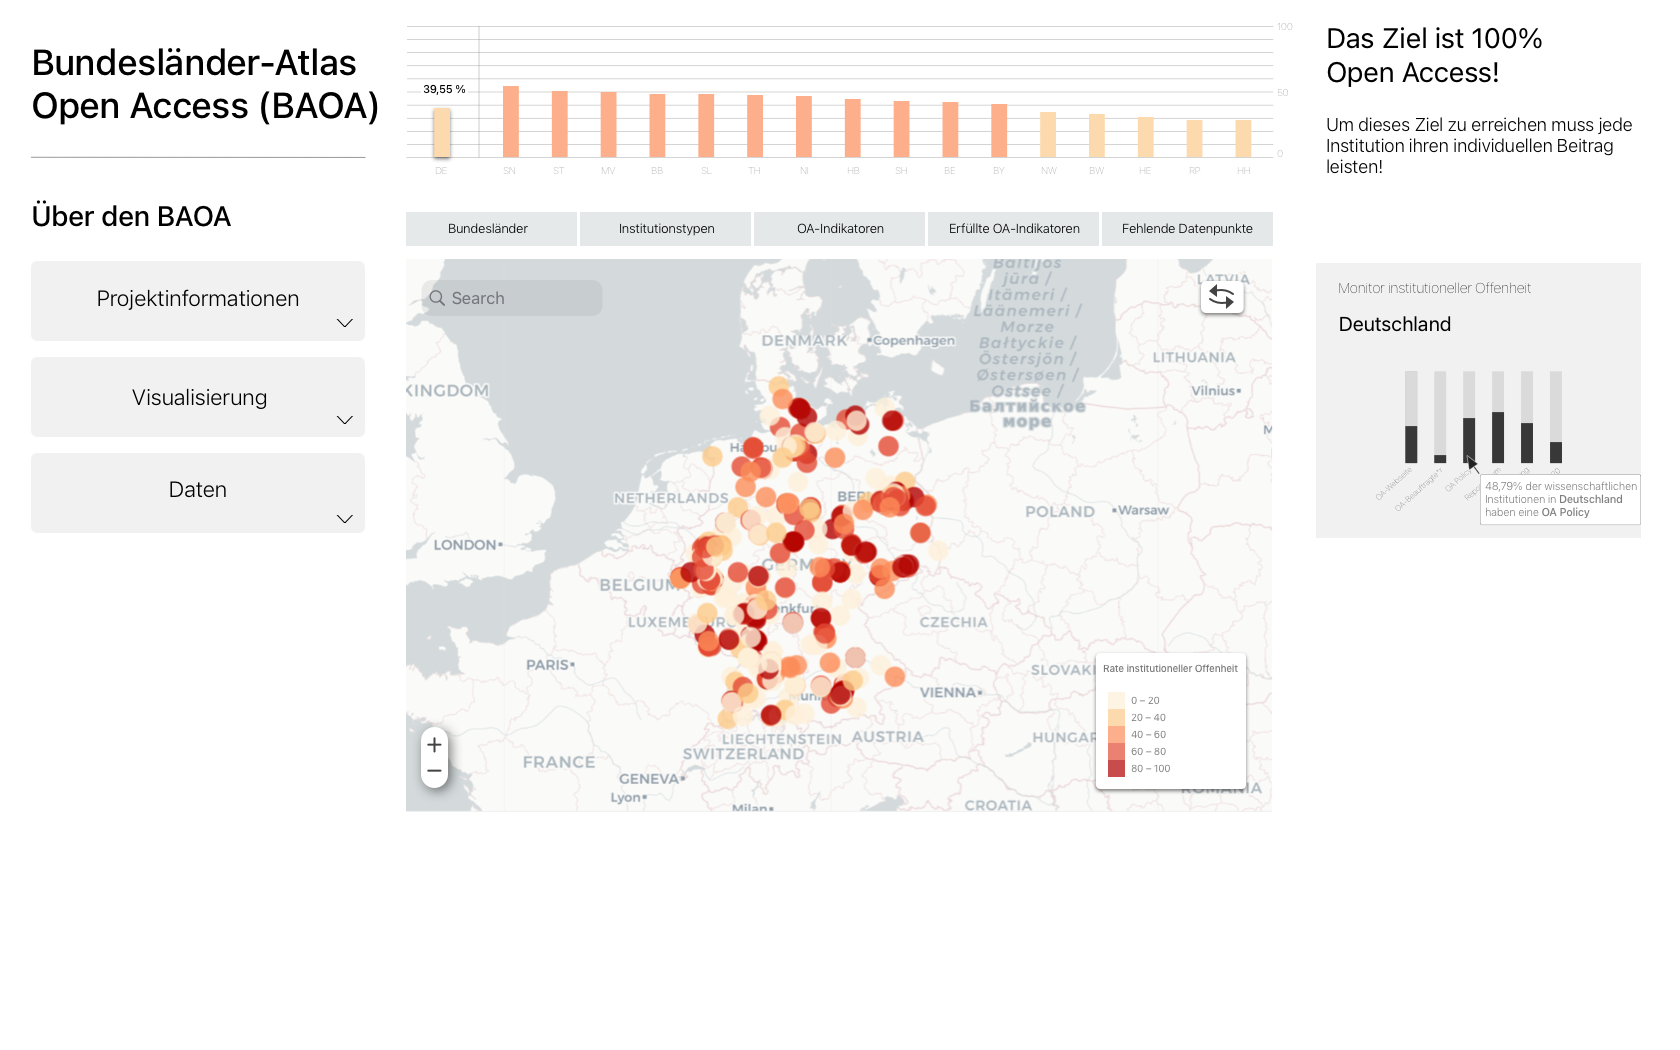 Bundesländer-Atlas
Open Access (BAOA)
Über den BAOA
Projektinformationen
Visualisierung
Daten
100
50
0
39,55 %
DE
SN
ST
MV
BB
SL
TH
NI
HB
SH
BE
BY
NW
BW
HE
RP
HH
Bundesländer
Institutionstypen
OA-Indikatoren
Erfüllte OA-Indikatoren
Fehlende Datenpunkte
Search
Baltijos
jūra /
Itämeri /
Läänemeri /
Morze
Bałtyckie /
Östersjön /
Østersøen /
Ostsee /
Балтийское
море
LATVIA
DENMARK
Copenhagen
LITHUANIA
Vilnius
KINGDOM
NETHERLANDS
POLAND
Warsaw
LONDON
BELGIUM
CZECHIA
PARIS
VIENNA
LIECHTENSTEIN
AUSTRIA
SWITZERLAND
FRANCE
GENEVA
Lyon
Milan
CROATIA
ROMANIA
Rate institutioneller Offenheit
0 – 20
20 – 40
40 – 60
60 – 80
80 – 100
Das Ziel ist 100%
Open Access!
Um dieses Ziel zu erreichen muss jede
Institution ihren individuellen Beitrag
leisten!
Monitor institutioneller Offenheit
Deutschland
OA-Webseite
OA-Beauftragte*r
OA Policy
48,79% der wissenschaftlichen
Institutionen in Deutschland
haben eine OA Policy